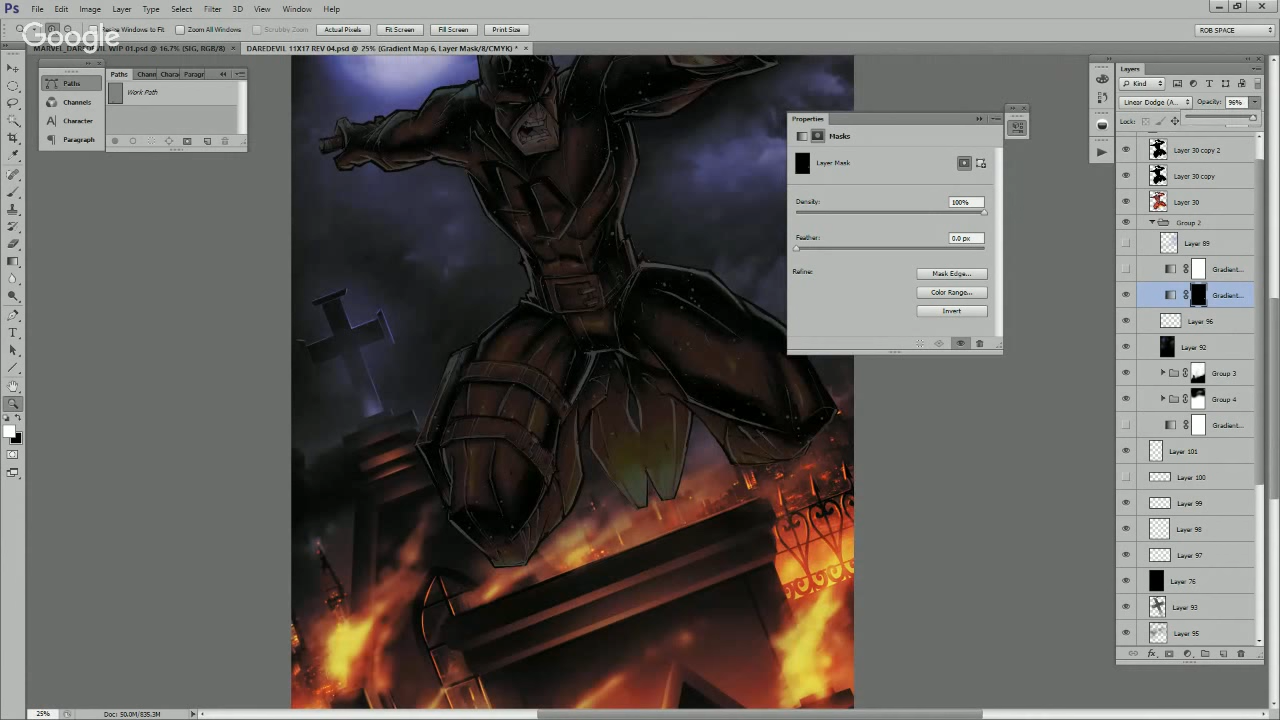 Ps File Edit Image Layer Type Select Filter 3D View Window Help
Google
Resize Windows to Fit Zoom All Windows Scrubby Zoom Actual Pixels Fit Screen Fill Screen Print Size RGB SPACE
MARVEL_DAREDEVIL WIP 01.psd @ 16.7% (SIG, RGB/8) × DAREDEVIL 11X17 REV 04.psd @ 25% (Gradient Map 6, Layer Mask/8/CMYK) * ×
Paths
Channels
Character
Paragraph
Paths Chann Chara Paragr
Work Path
Properties
Masks
Layer Mask
Density: 100%
Feather: 0.0 px
Refine: Mask Edge...
Color Range...
Invert
Layers
Kind
Linear Dodge (A... Opacity: 96%
Lock:
Layer 30 copy 2
Layer 30 copy
Layer 30
Group 2
Layer 89
Gradient...
Gradient...
Layer 96
Layer 92
Group 3
Group 4
Gradient...
Layer 101
Layer 100
Layer 99
Layer 98
Layer 97
Layer 76
Layer 93
Layer 95
25% Doc: 50.0M/835.3M